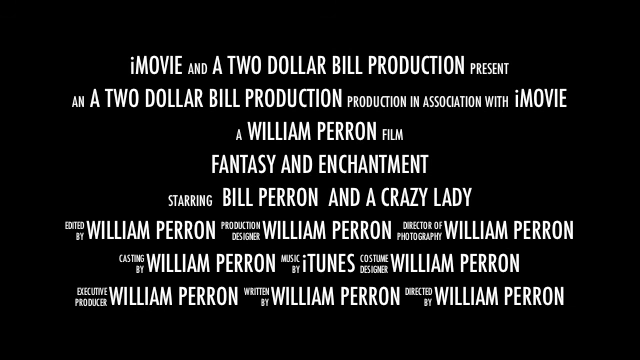 iMOVIE AND A TWO DOLLAR BILL PRODUCTION PRESENT
AN A TWO DOLLAR BILL PRODUCTION PRODUCTION IN ASSOCIATION WITH iMOVIE
A WILLIAM PERRON FILM
FANTASY AND ENCHANTMENT
STARRING BILL PERRON AND A CRAZY LADY
EDITED BY WILLIAM PERRON PRODUCTION DESIGNER WILLIAM PERRON DIRECTOR OF PHOTOGRAPHY WILLIAM PERRON
CASTING BY WILLIAM PERRON MUSIC BY iTUNES COSTUME DESIGNER WILLIAM PERRON
EXECUTIVE PRODUCER WILLIAM PERRON WRITTEN BY WILLIAM PERRON DIRECTED BY WILLIAM PERRON